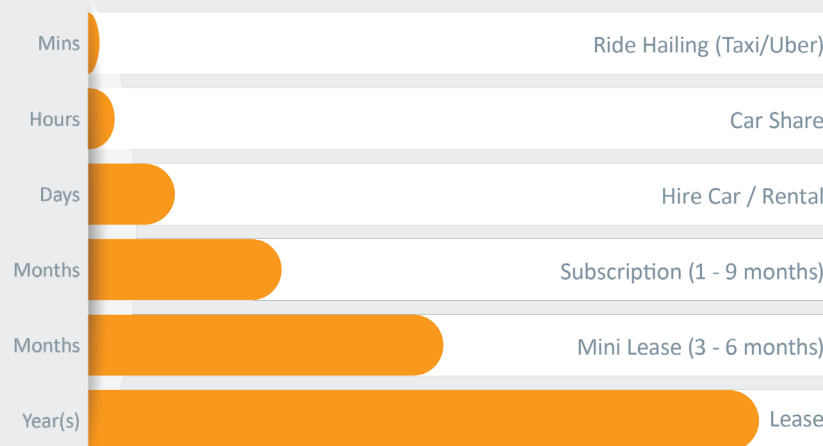 Mins
Ride Hailing (Taxi/Uber)
Hours
Car Share
Days
Hire Car / Rental
Months
Subscription (1 - 9 months)
Months
Mini Lease (3 - 6 months)
Year(s)
Lease